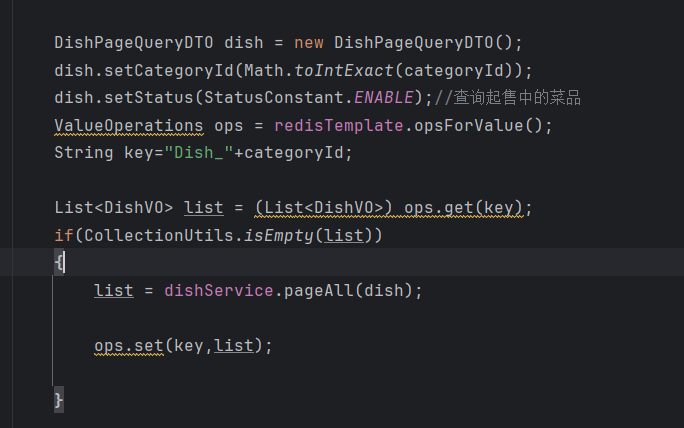 DishPageQueryDTO dish = new DishPageQueryDTO();
dish.setCategoryId(Math.toIntExact(categoryId));
dish.setStatus(StatusConstant.ENABLE);//查询起售中的菜品
ValueOperations ops = redisTemplate.opsForValue();
String key="Dish_"+categoryId;
List<DishVO> list = (List<DishVO>) ops.get(key);
if(CollectionUtils.isEmpty(list))
{
list = dishService.pageAll(dish);
ops.set(key,list);
}